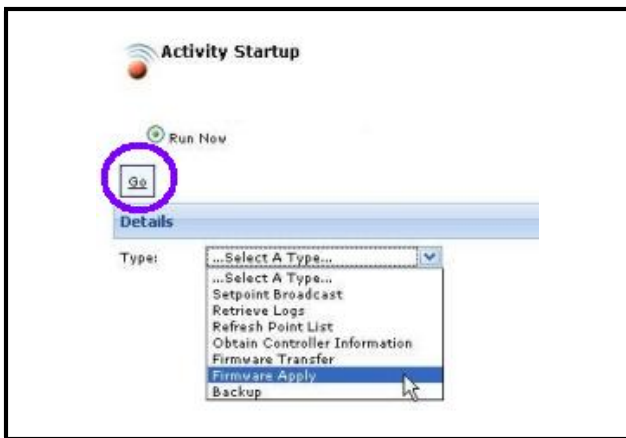 Activity Startup
Run Now
Go
Details
Type: ...Select A Type...
...Select A Type...
Setpoint Broadcast
Retrieve Logs
Refresh Point List
Obtain Controller Information
Firmware Transfer
Firmware Apply
Backup